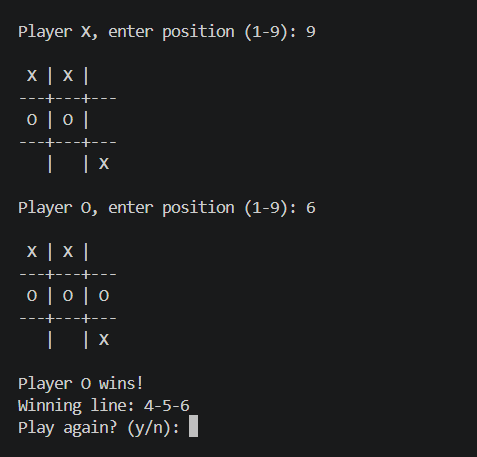 Player X, enter position (1-9): 9
 X | X |
---+---+---
 O | O |
---+---+---
   |   | X
Player O, enter position (1-9): 6
 X | X |
---+---+---
 O | O | O
---+---+---
   |   | X
Player O wins!
Winning line: 4-5-6
Play again? (y/n):